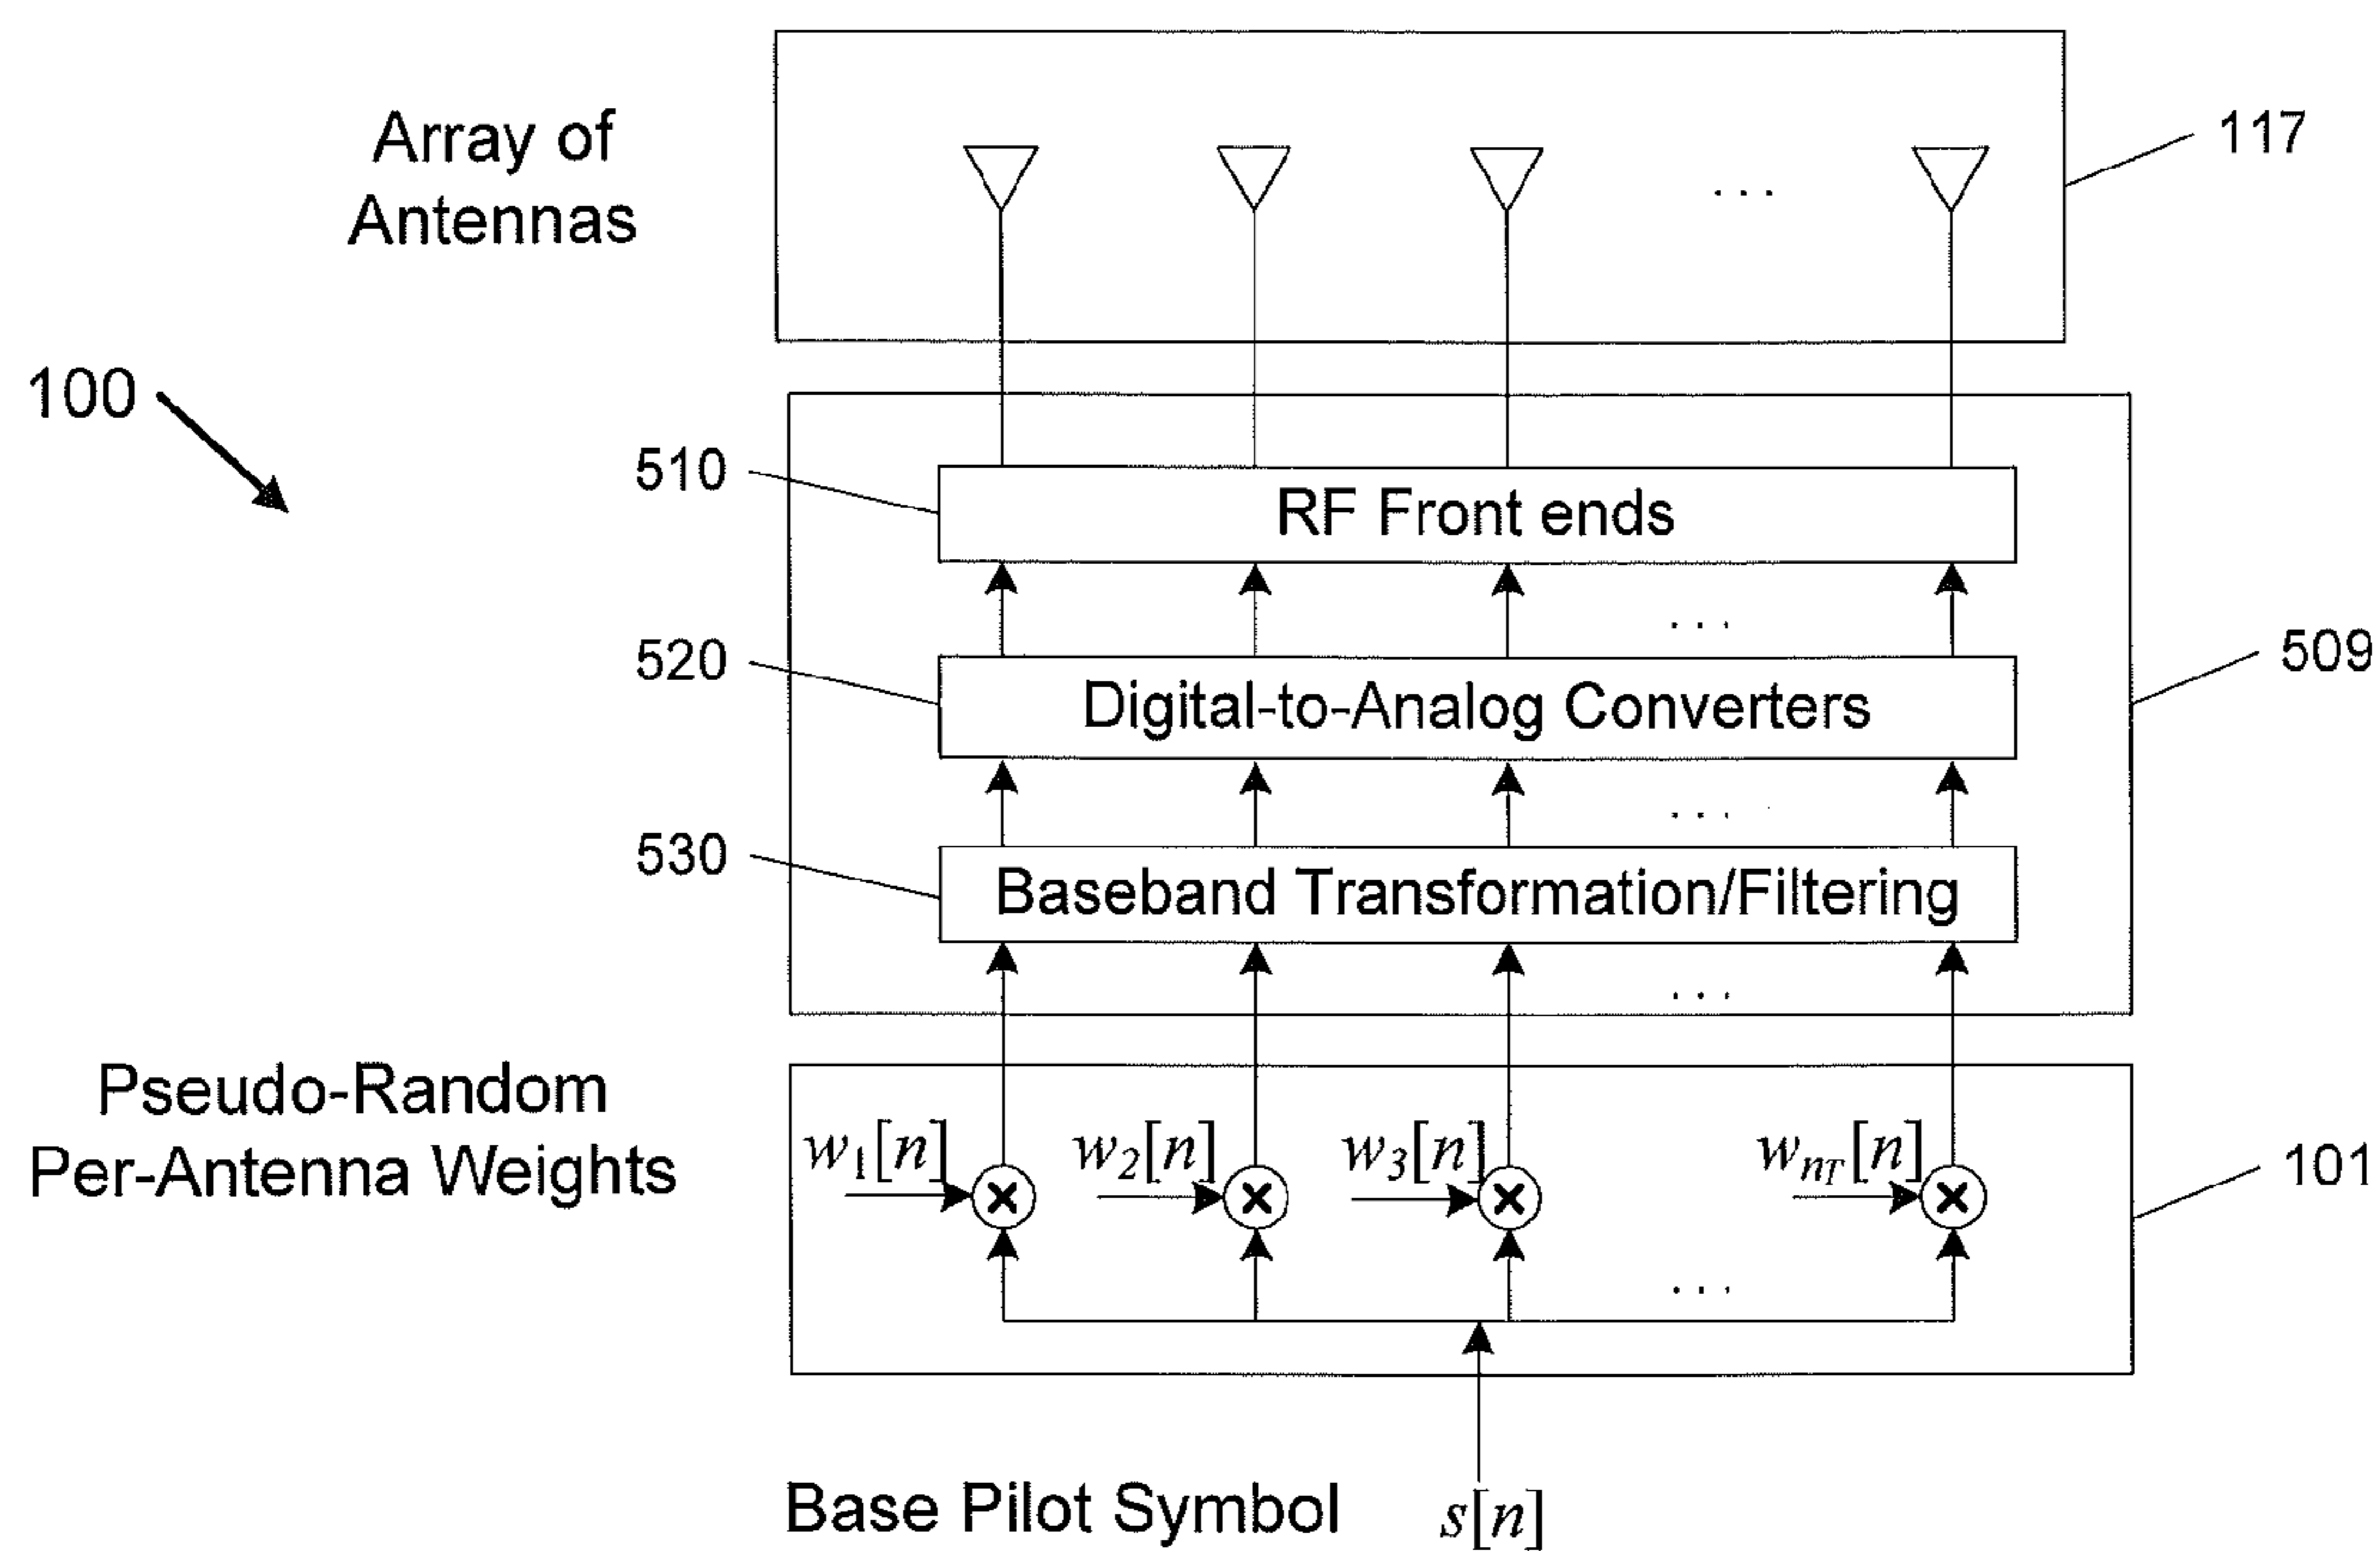 Array of
Antennas
117
100
510
RF Front ends
520
Digital-to-Analog Converters
509
530
Baseband Transformation/Filtering
...
Pseudo-Random
Per-Antenna Weights
w1[n]
w2[n]
w3[n]
wnT[n]
101
Base Pilot Symbol
s[n]